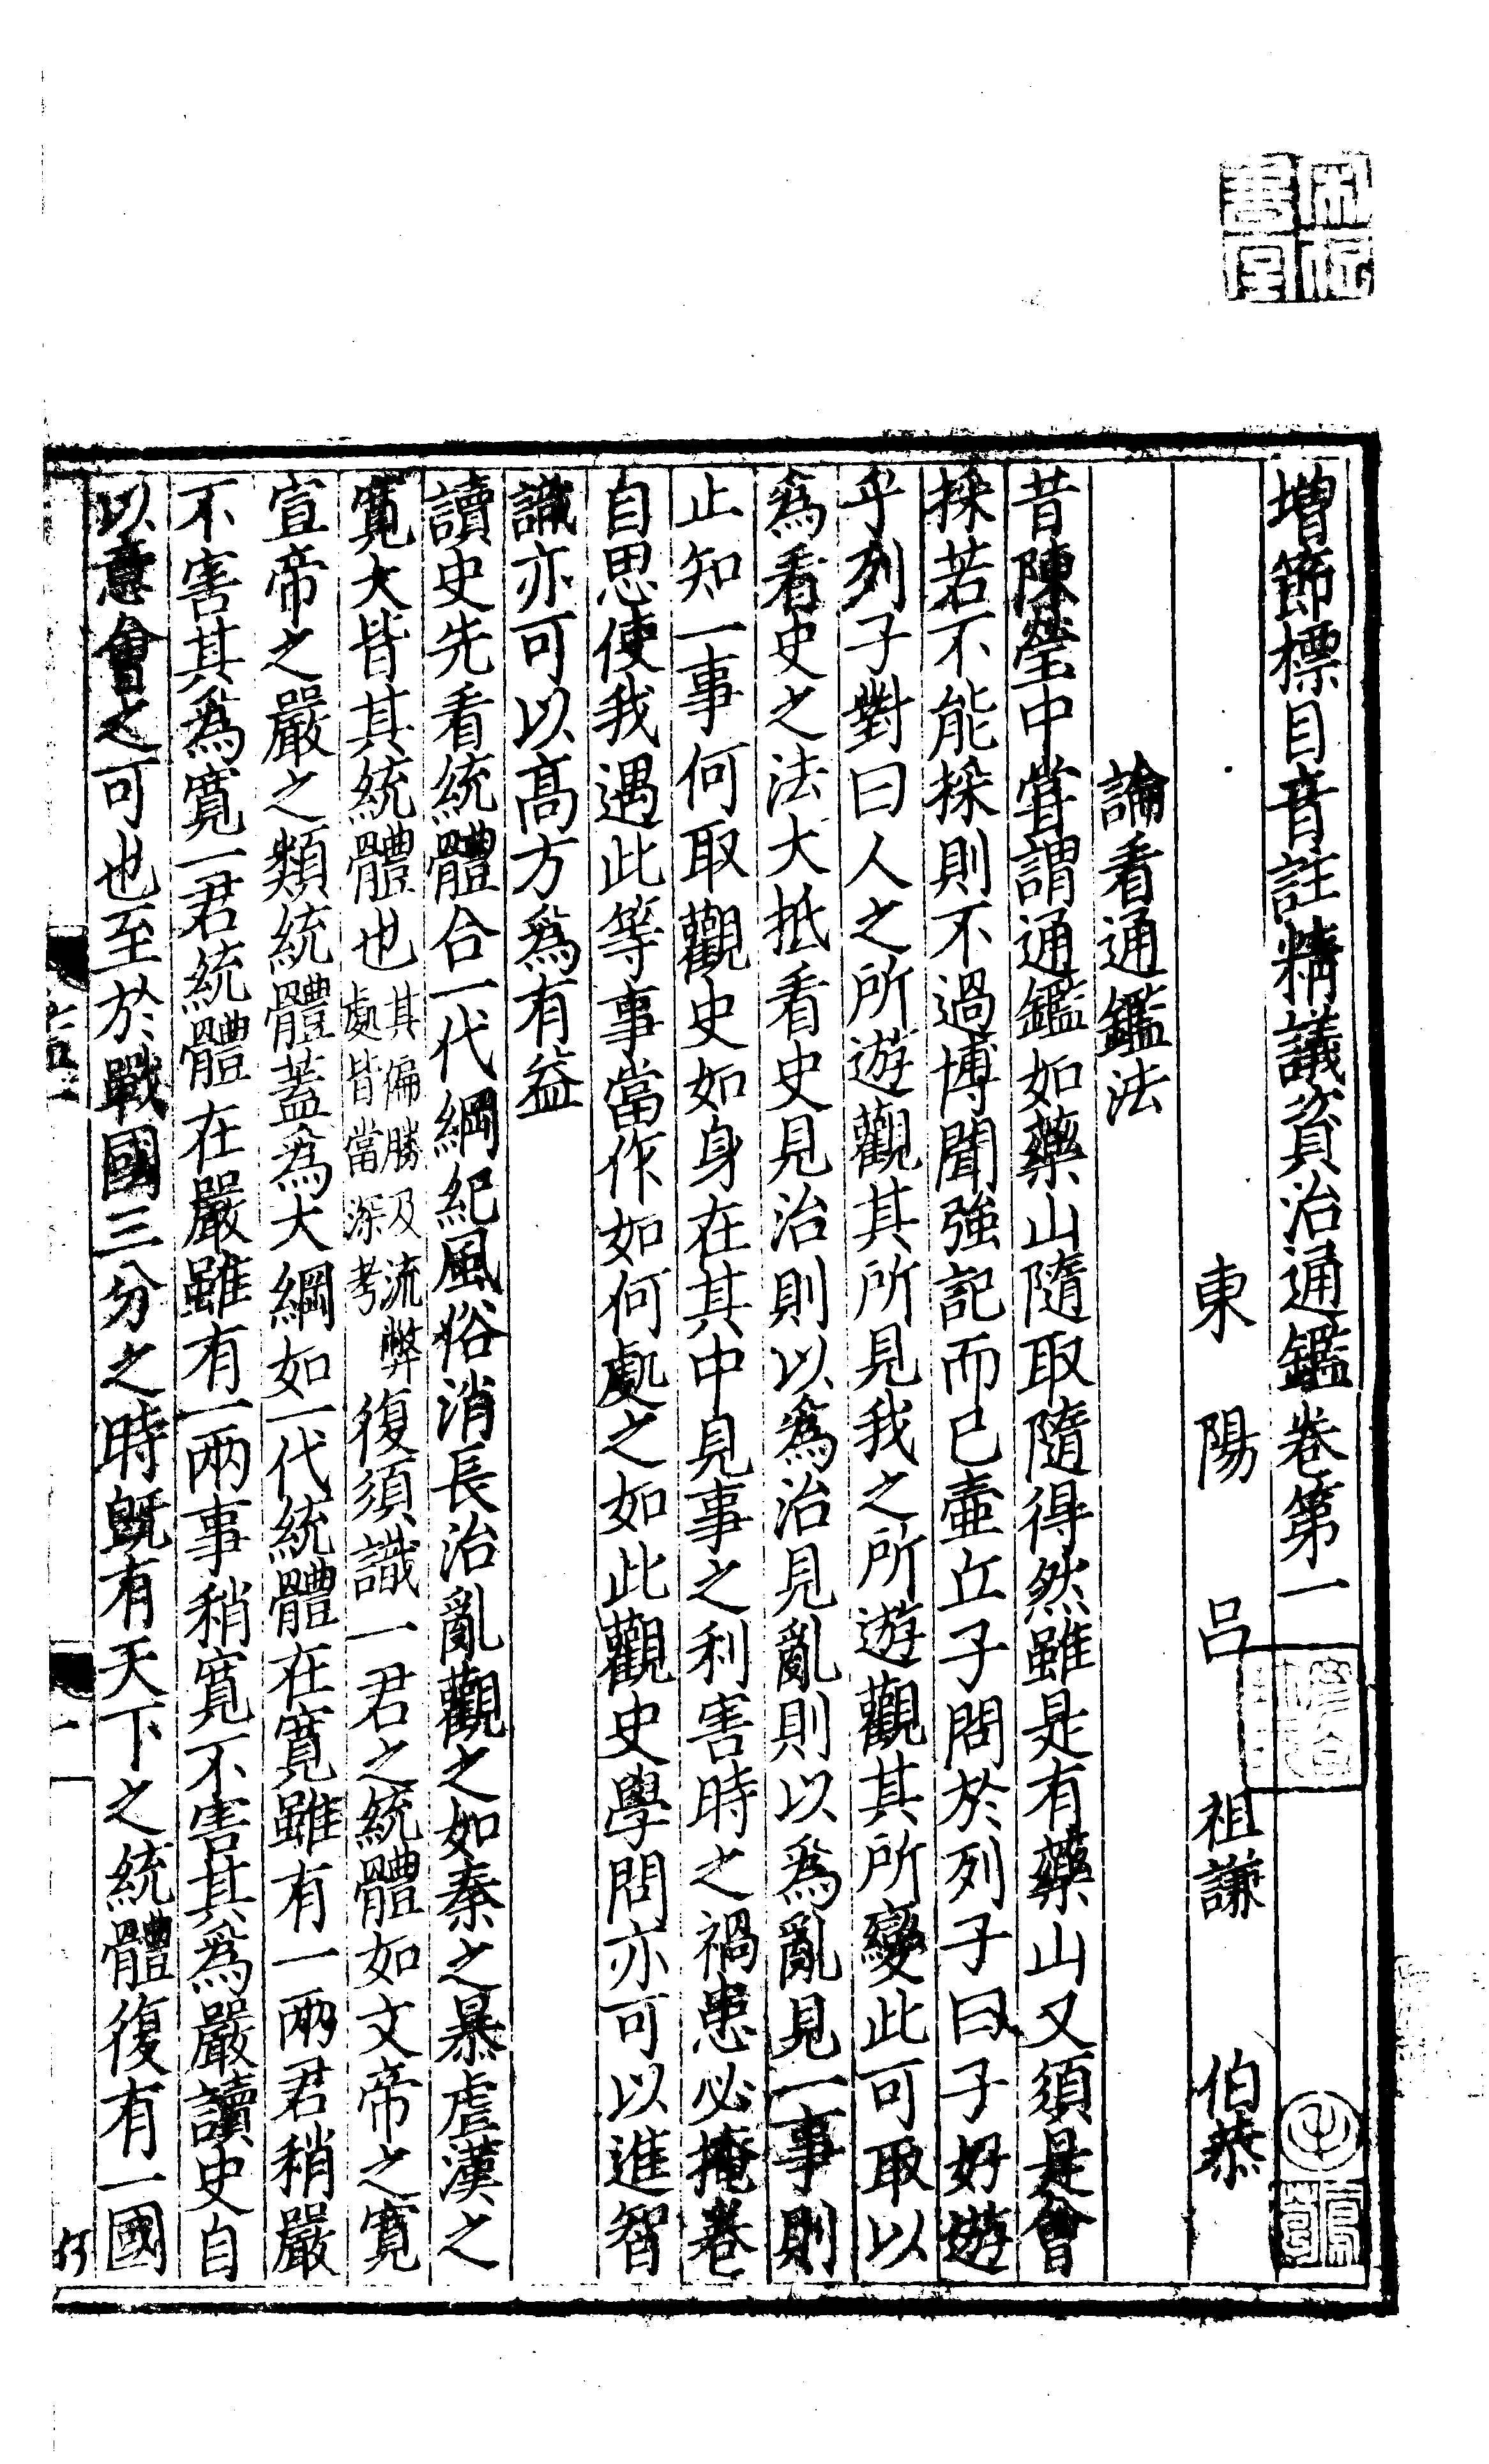 增節標目音註精議資治通鑑卷第一
東陽呂祖謙伯恭
論看通鑑法
昔陳瑩中甞謂通鑑如藥山隨取隨得然雖是有藥山又須是會
採若不能採則不過博聞強記而已壷丘子問於列子曰子好遊
乎列子對曰人之所遊觀其所見我之所遊觀其所變此可取以
爲看史之法大抵看史見治則以爲治見亂則以爲亂見一事則
止知一事何取觀史如身在其中見事之利害時之禍患必掩卷
自思使我遇此等事當作如何處之如此觀史學問亦可以進智
識亦可以高方爲有益
讀史先看統體合一代綱紀風俗消長治亂觀之如秦之暴虐漢之
寬大皆其統體也其偏勝及流弊處皆當深考復須識一君之統體如文帝之寬
宣帝之嚴之類統體蓋爲大綱如一代統體在寬雖有一兩君稍嚴
不害其爲寬一君統體在嚴雖有一兩事稍寬不害其爲嚴讀史自
以意會之可也至於戰國三分之時旣有天下之統體復有一國
一